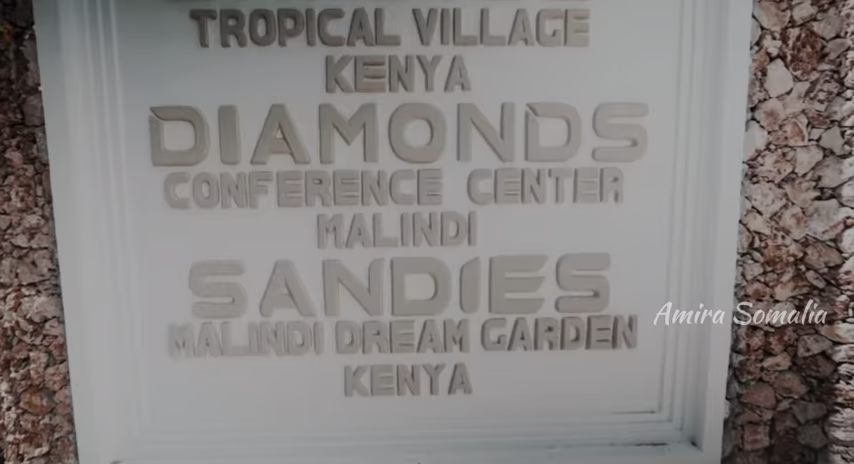 TROPICAL VILLAGE
KENYA
DIAMONDS
CONFERENCE CENTER
MALINDI
SANDIES
MALINDI DREAM GARDEN
KENYA
Amira Somalia